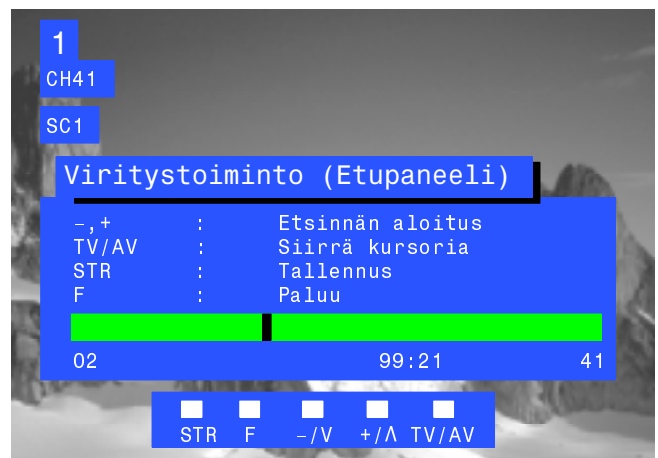 1
CH41
SC1
Viritystoiminto (Etupaneeli)
–,+ : Etsinnän aloitus
TV/AV : Siirrä kursoria
STR : Tallennus
F : Paluu
02 99:21 41
STR F –/V +/Λ TV/AV